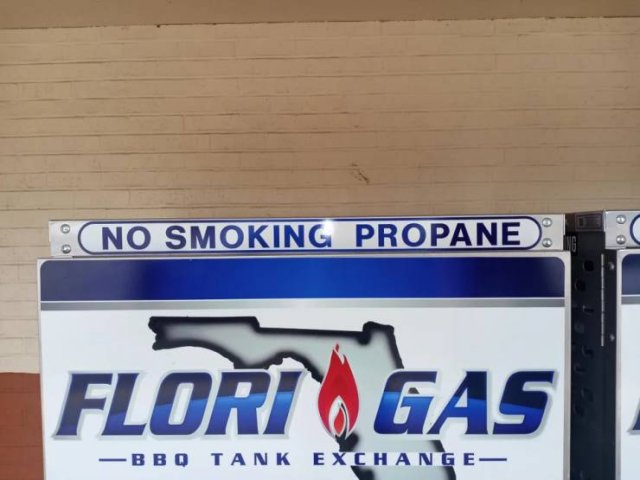 NO SMOKING PROPANE
FLORI GAS
BBQ TANK EXCHANGE